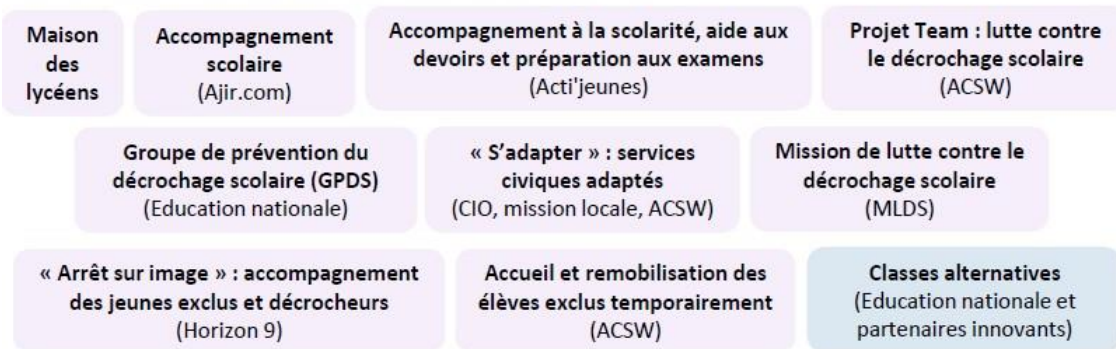 Maison
des
lycéens
Accompagnement
scolaire
(Ajir.com)
Accompagnement à la scolarité, aide aux
devoirs et préparation aux examens
(Acti'jeunes)
Projet Team : lutte contre
le décrochage scolaire
(ACSW)
Groupe de prévention du
décrochage scolaire (GPDS)
(Education nationale)
« S’adapter » : services
civiques adaptés
(CIO, mission locale, ACSW)
Mission de lutte contre le
décrochage scolaire
(MLDS)
« Arrêt sur image » : accompagnement
des jeunes exclus et décrocheurs
(Horizon 9)
Accueil et remobilisation des
élèves exclus temporairement
(ACSW)
Classes alternatives
(Education nationale et
partenaires innovants)